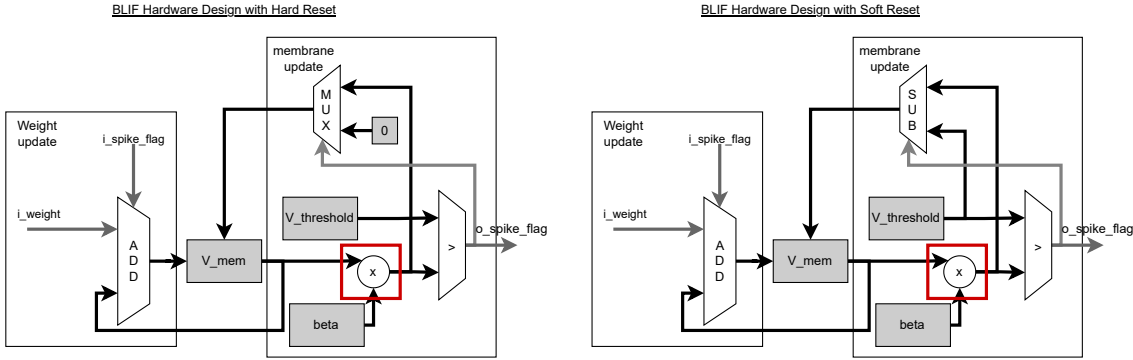 BLIF Hardware Design with Hard Reset
membrane
update
M
U
X
0
Weight
update
i_spike_flag
i_weight
A
D
D
V_mem
V_threshold
x
beta
>
o_spike_flag
BLIF Hardware Design with Soft Reset
membrane
update
S
U
B
Weight
update
i_spike_flag
i_weight
A
D
D
V_mem
V_threshold
x
beta
>
o_spike_flag